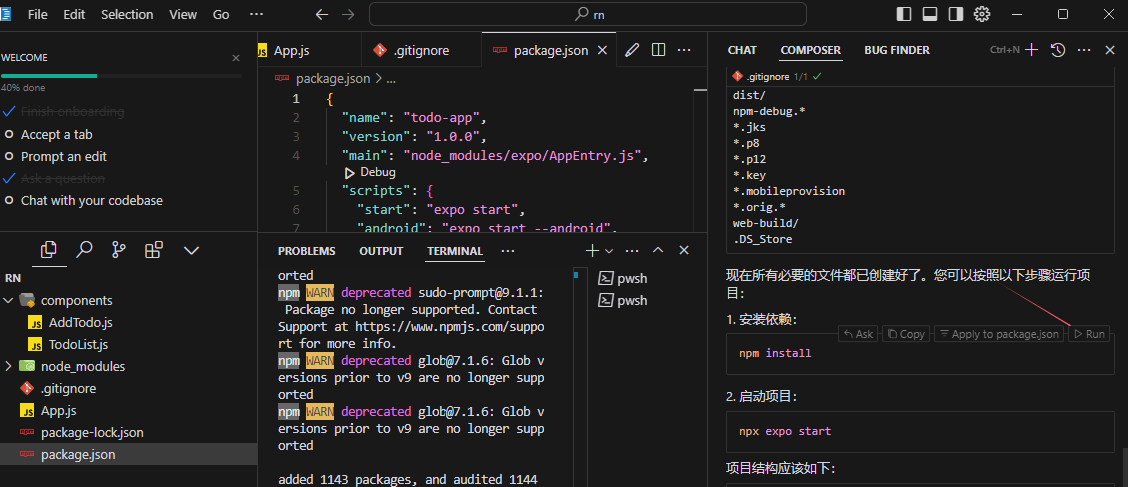 File Edit Selection View Go ··· rn
WELCOME
40% done
Finish onboarding
Accept a tab
Prompt an edit
Ask a question
Chat with your codebase
RN
components
AddTodo.js
TodoList.js
node_modules
.gitignore
App.js
package-lock.json
package.json
App.js .gitignore package.json
package.json > ...
1 {
2 "name": "todo-app",
3 "version": "1.0.0",
4 "main": "node_modules/expo/AppEntry.js",
Debug
5 "scripts": {
6 "start": "expo start",
7 "android": "expo start --android",
PROBLEMS OUTPUT TERMINAL ···
orted
npm WARN deprecated sudo-prompt@9.1.1:
Package no longer supported. Contact
Support at https://www.npmjs.com/suppo
rt for more info.
npm WARN deprecated glob@7.1.6: Glob v
ersions prior to v9 are no longer supp
orted
npm WARN deprecated glob@7.1.6: Glob v
ersions prior to v9 are no longer supp
orted
added 1143 packages, and audited 1144
pwsh
pwsh
CHAT COMPOSER BUG FINDER Ctrl+N
.gitignore 1/1
dist/
npm-debug.*
*.jks
*.p8
*.p12
*.key
*.mobileprovision
*.orig.*
web-build/
.DS_Store
现在所有必要的文件都已创建好了。您可以按照以下步骤运行项
目：
1. 安装依赖：
Ask Copy Apply to package.json Run
npm install
2. 启动项目：
npx expo start
项目结构应该如下：